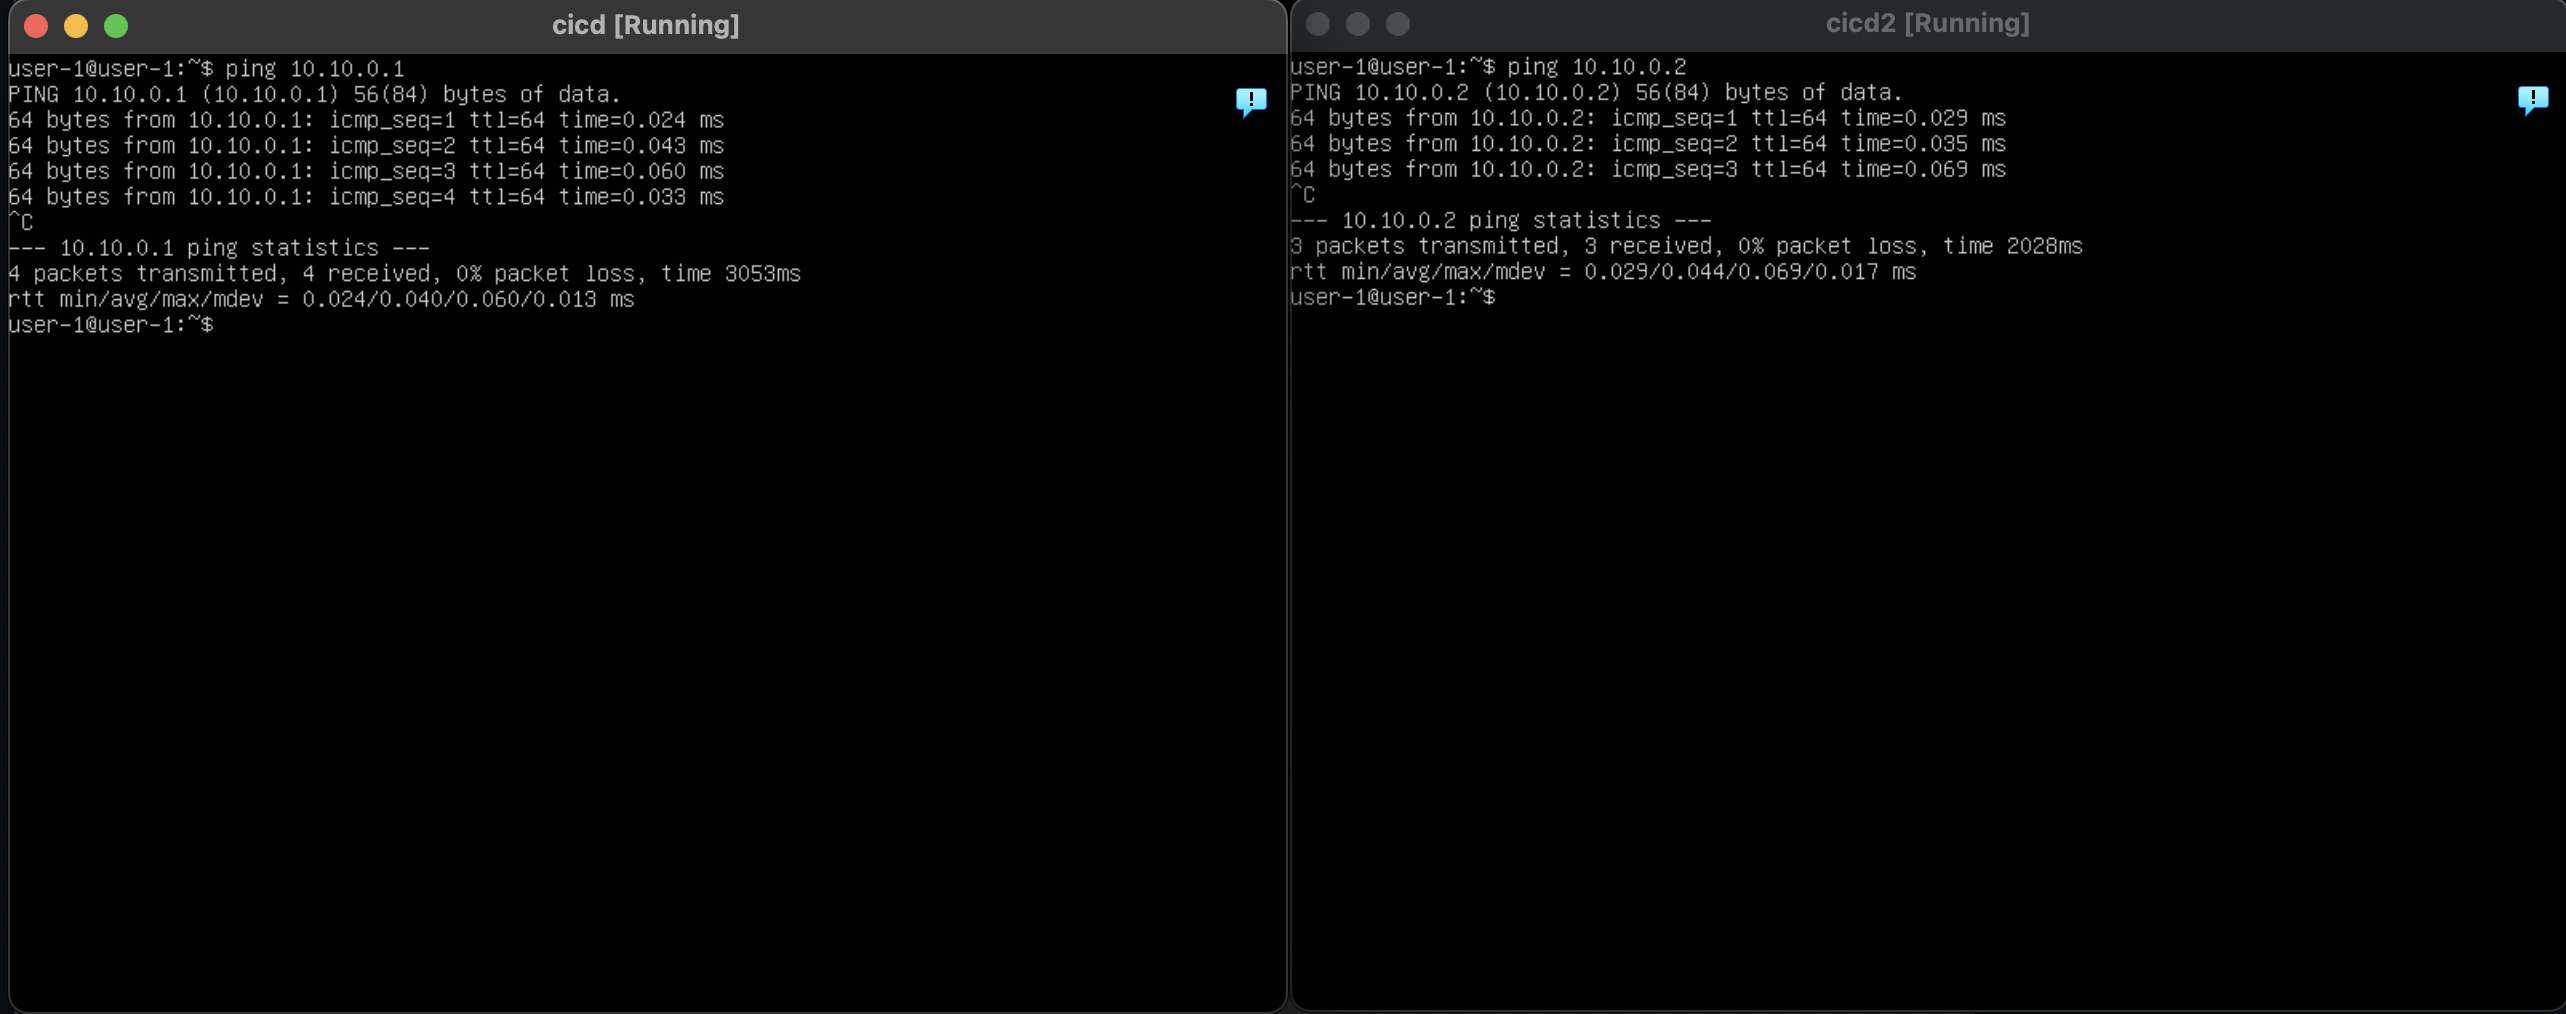 cicd [Running]
user-1@user-1:~$ ping 10.10.0.1
PING 10.10.0.1 (10.10.0.1) 56(84) bytes of data.
64 bytes from 10.10.0.1: icmp_seq=1 ttl=64 time=0.024 ms
64 bytes from 10.10.0.1: icmp_seq=2 ttl=64 time=0.043 ms
64 bytes from 10.10.0.1: icmp_seq=3 ttl=64 time=0.060 ms
64 bytes from 10.10.0.1: icmp_seq=4 ttl=64 time=0.033 ms
^C
--- 10.10.0.1 ping statistics ---
4 packets transmitted, 4 received, 0% packet loss, time 3053ms
rtt min/avg/max/mdev = 0.024/0.040/0.060/0.013 ms
user-1@user-1:~$
cicd2 [Running]
user-1@user-1:~$ ping 10.10.0.2
PING 10.10.0.2 (10.10.0.2) 56(84) bytes of data.
64 bytes from 10.10.0.2: icmp_seq=1 ttl=64 time=0.029 ms
64 bytes from 10.10.0.2: icmp_seq=2 ttl=64 time=0.035 ms
64 bytes from 10.10.0.2: icmp_seq=3 ttl=64 time=0.069 ms
^C
--- 10.10.0.2 ping statistics ---
3 packets transmitted, 3 received, 0% packet loss, time 2028ms
rtt min/avg/max/mdev = 0.029/0.044/0.069/0.017 ms
user-1@user-1:~$